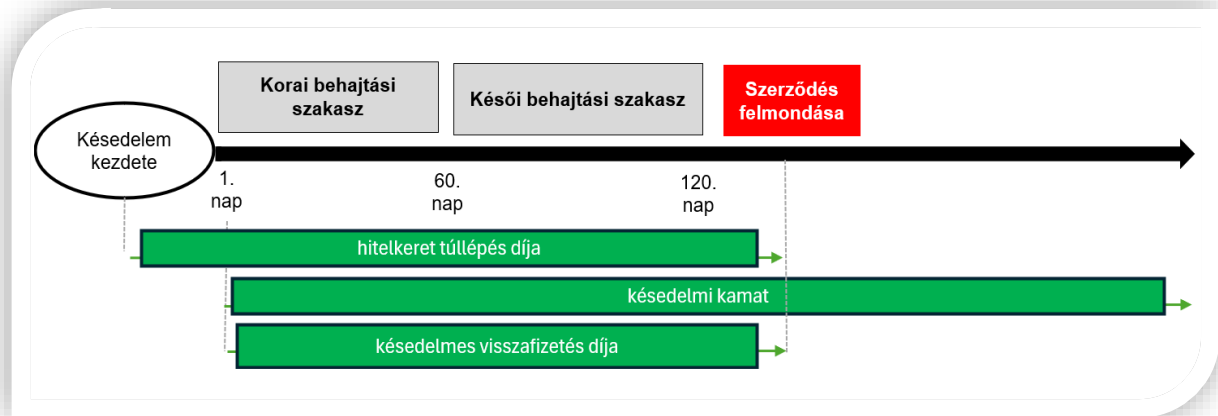 Korai behajtási
szakasz
Késői behajtási szakasz
Szerződés
felmondása
Késedelem
kezdete
1.
nap
60.
nap
120.
nap
hitelkeret túllépés díja
késedelmi kamat
késedelmes visszafizetés díja